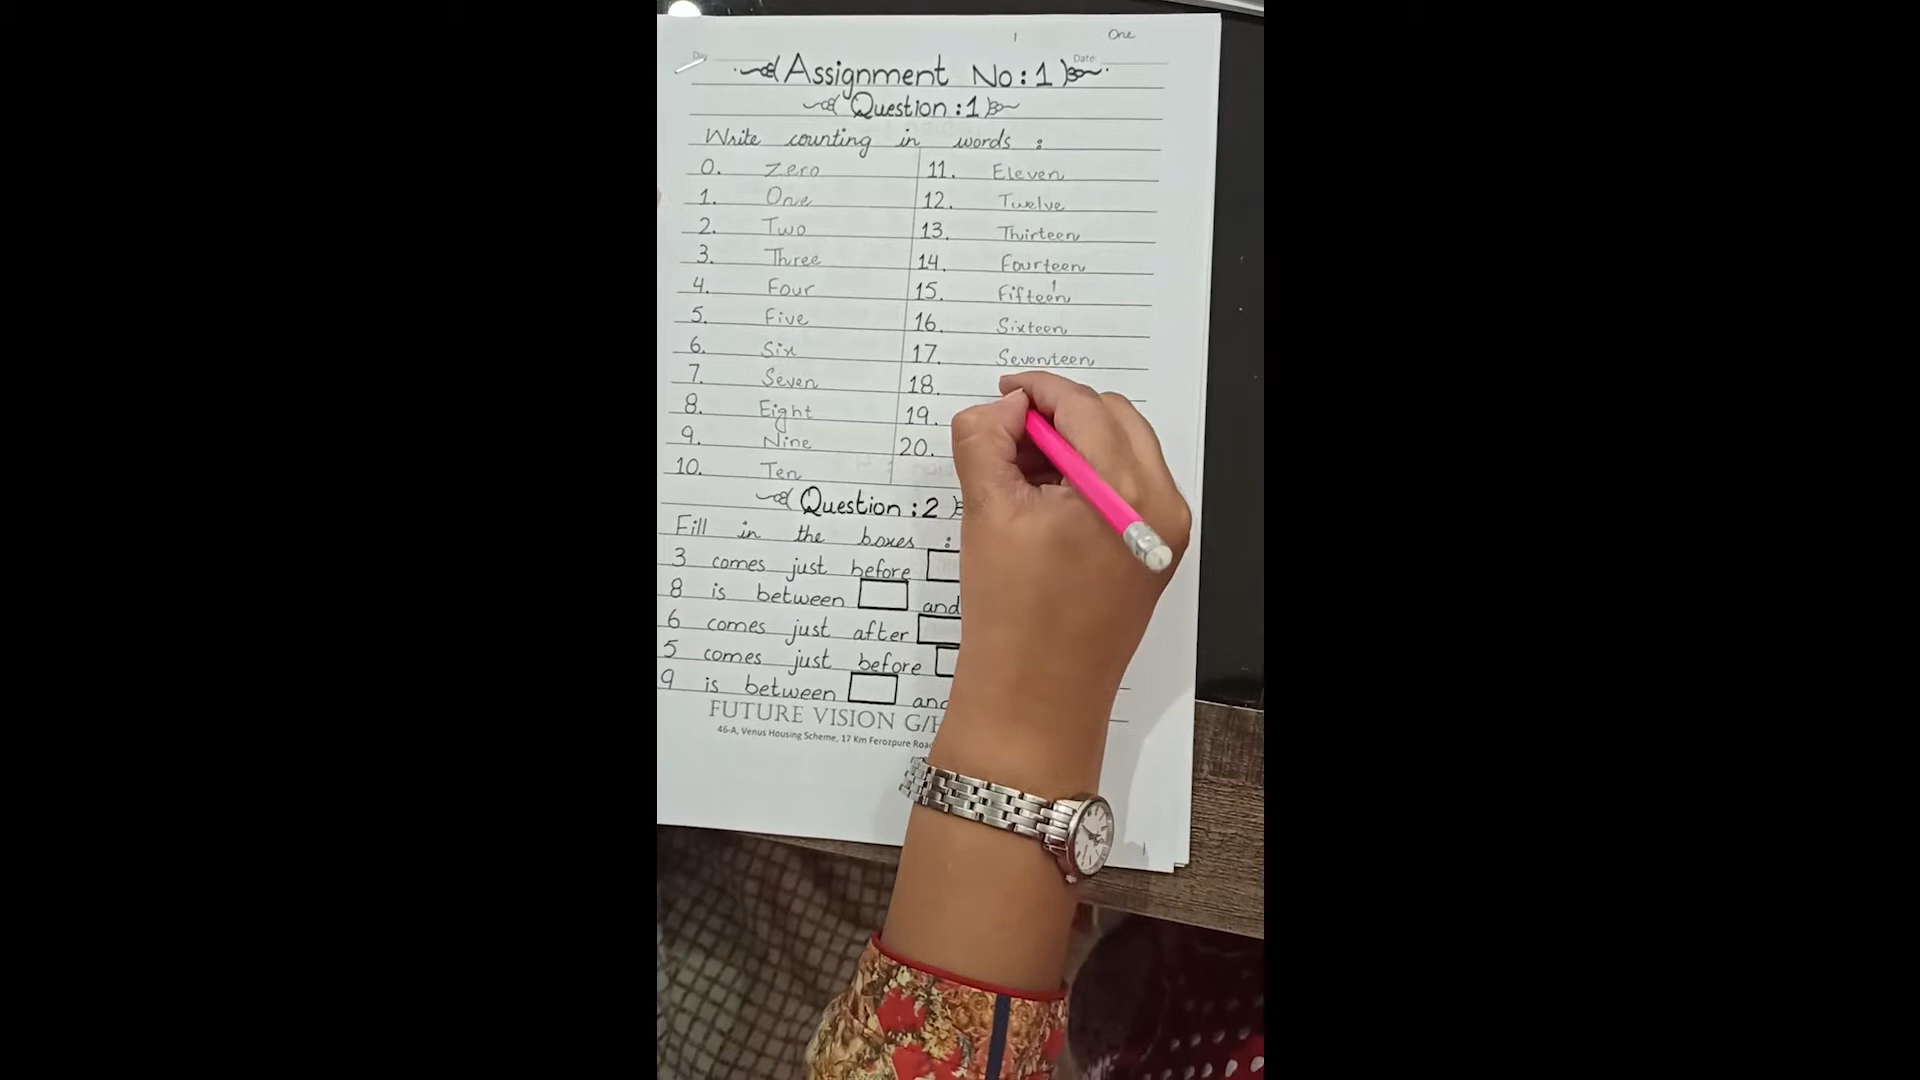 1 One
Day
Date:
Assignment No:1
Question:1
Write counting in words :
0. Zero
1. One
2. Two
3. Three
4. Four
5. Five
6. Six
7. Seven
8. Eight
9. Nine
10. Ten
11. Eleven
12. Twelve
13. Thirteen
14. Fourteen
15. Fifteen
16. Sixteen
17. Seventeen
18.
19.
20.
Question:2
Fill in the boxes :
3 comes just before
8 is between and
6 comes just after
5 comes just before
9 is between and
FUTURE VISION G/
46-A, Venus Housing Scheme, 17 Km Ferozpure Road